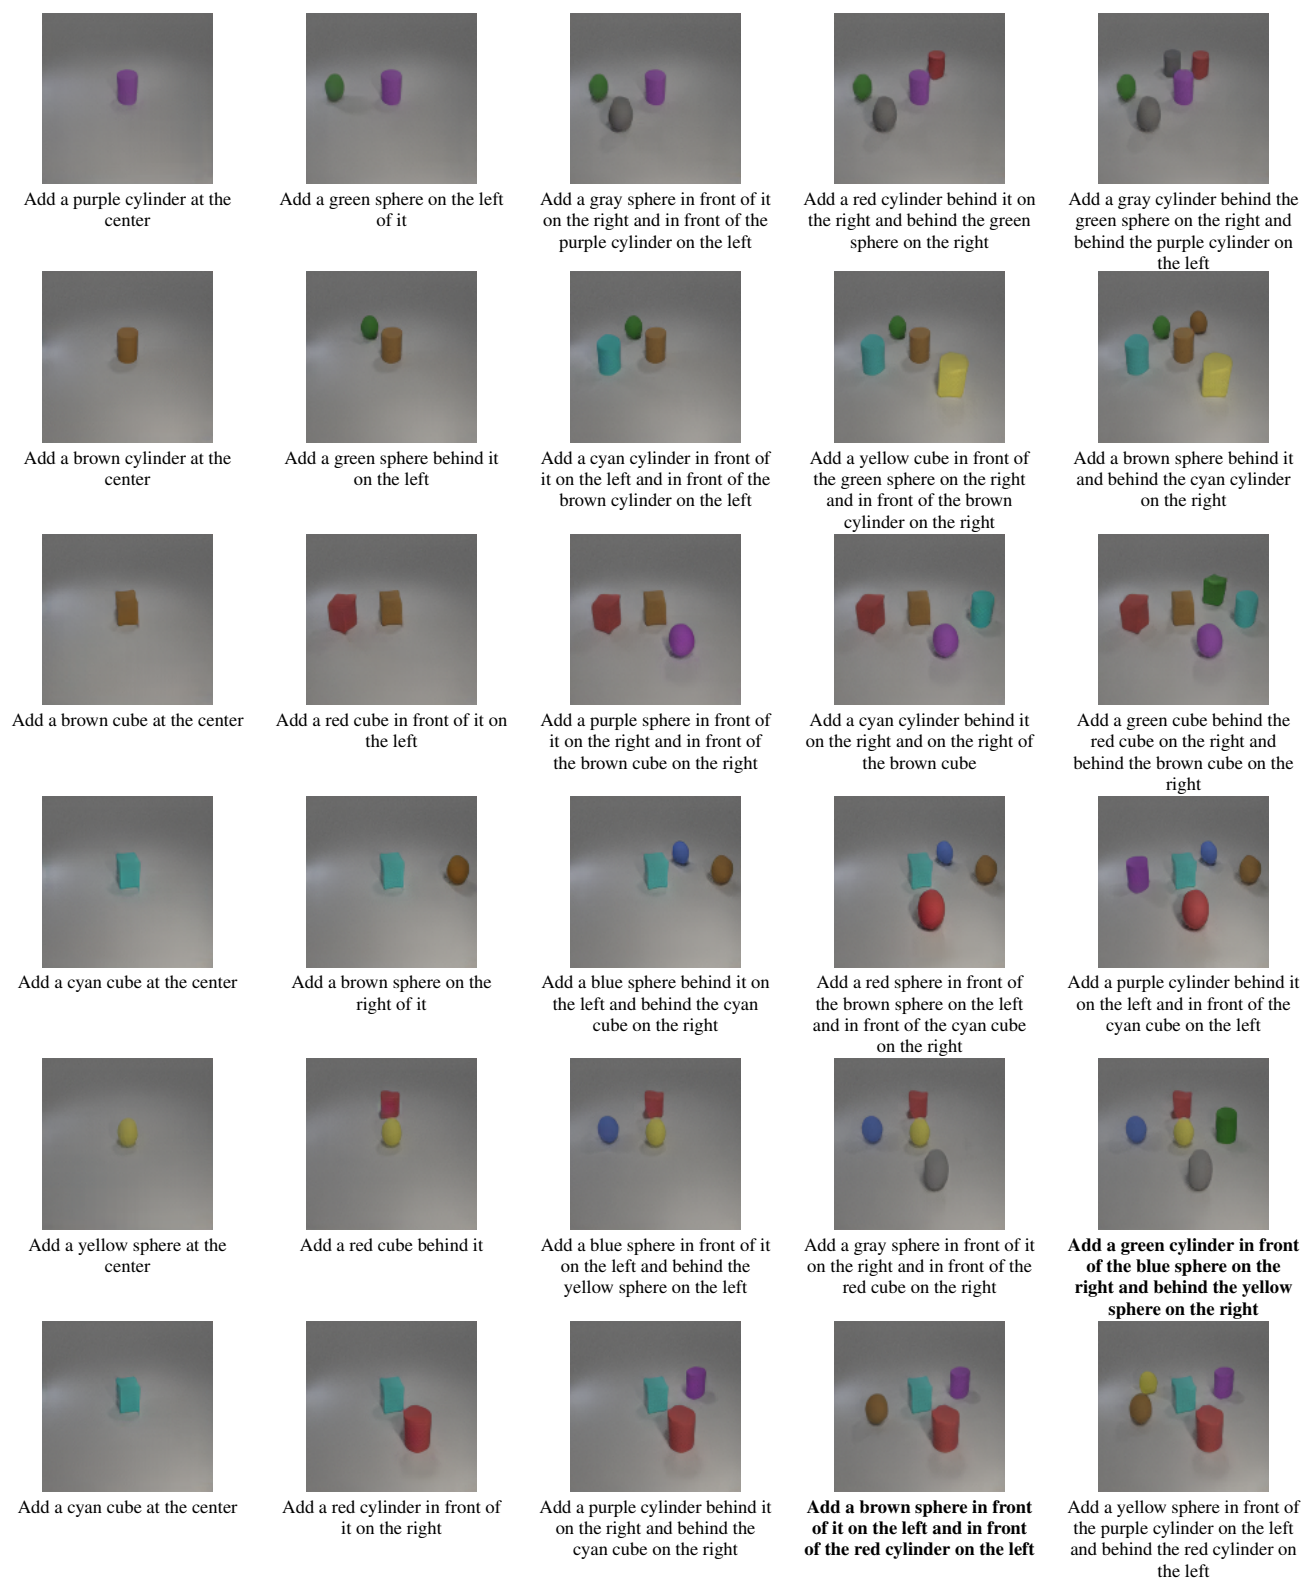 Add a purple cylinder at the
center
Add a green sphere on the left
of it
Add a gray sphere in front of it
on the right and in front of the
purple cylinder on the left
Add a red cylinder behind it on
the right and behind the green
sphere on the right
Add a gray cylinder behind the
green sphere on the right and
behind the purple cylinder on
the left
Add a brown cylinder at the
center
Add a green sphere behind it
on the left
Add a cyan cylinder in front of
it on the left and in front of the
brown cylinder on the left
Add a yellow cube in front of
the green sphere on the right
and in front of the brown
cylinder on the right
Add a brown sphere behind it
and behind the cyan cylinder
on the right
Add a brown cube at the center
Add a red cube in front of it on
the left
Add a purple sphere in front of
it on the right and in front of
the brown cube on the right
Add a cyan cylinder behind it
on the right and on the right of
the brown cube
Add a green cube behind the
red cube on the right and
behind the brown cube on the
right
Add a cyan cube at the center
Add a brown sphere on the
right of it
Add a blue sphere behind it on
the left and behind the cyan
cube on the right
Add a red sphere in front of
the brown sphere on the left
and in front of the cyan cube
on the right
Add a purple cylinder behind it
on the left and in front of the
cyan cube on the left
Add a yellow sphere at the
center
Add a red cube behind it
Add a blue sphere in front of it
on the left and behind the
yellow sphere on the left
Add a gray sphere in front of it
on the right and in front of the
red cube on the right
Add a green cylinder in front
of the blue sphere on the
right and behind the yellow
sphere on the right
Add a cyan cube at the center
Add a red cylinder in front of
it on the right
Add a purple cylinder behind it
on the right and behind the
cyan cube on the right
Add a brown sphere in front
of it on the left and in front
of the red cylinder on the left
Add a yellow sphere in front of
the purple cylinder on the left
and behind the red cylinder on
the left